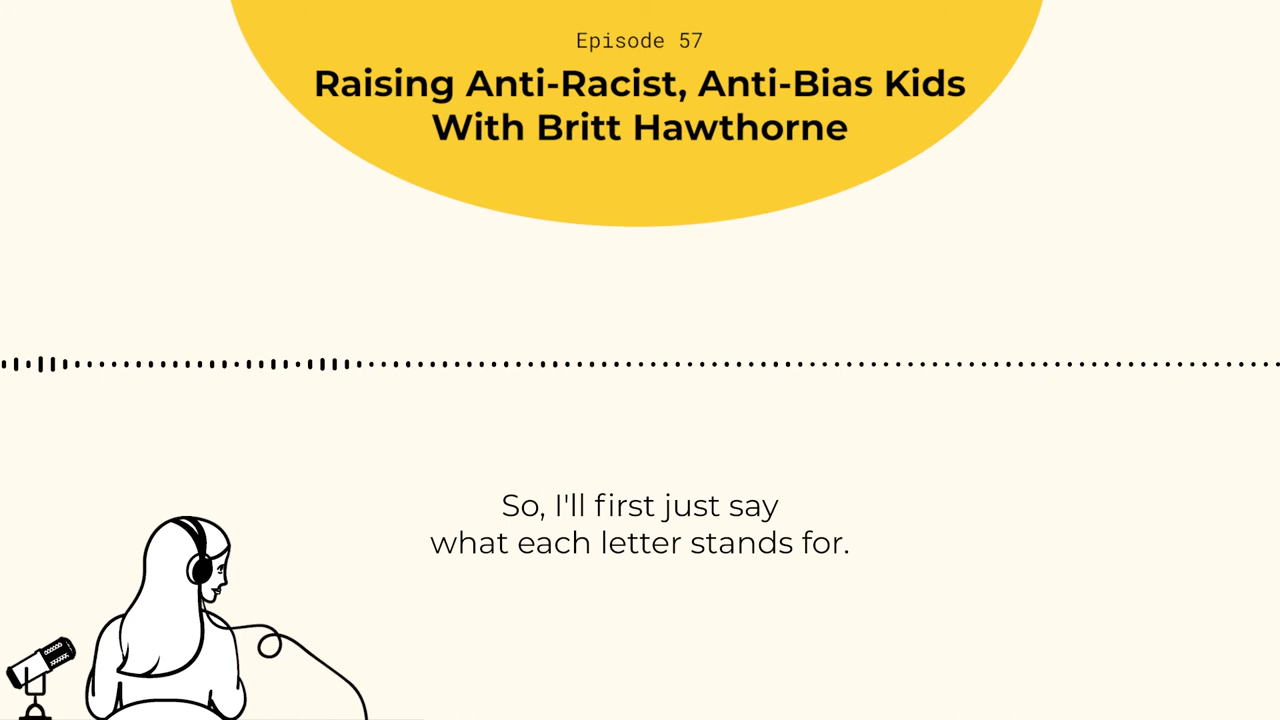 Episode 57
Raising Anti-Racist, Anti-Bias Kids
With Britt Hawthorne
So, I'll first just say
what each letter stands for.